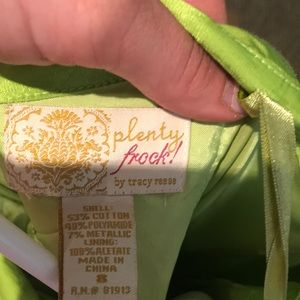 plenty
frock!
by tracy reese
SHELL:
53% COTTON
40% POLYAMIDE
7% METALLIC
LINING:
100% ACETATE
MADE IN
CHINA
8
R.N.# 81913